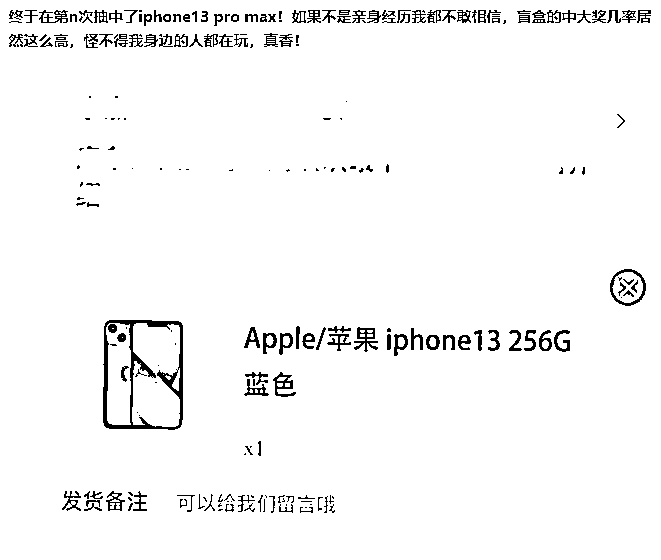 终于在第n次抽中了iphone13 pro max！如果不是亲身经历我都不敢相信，盲盒的中大奖几率居
然这么高，怪不得我身边的人都在玩，真香！
Apple/苹果 iphone13 256G
蓝色
x1
发货备注 可以给我们留言哦